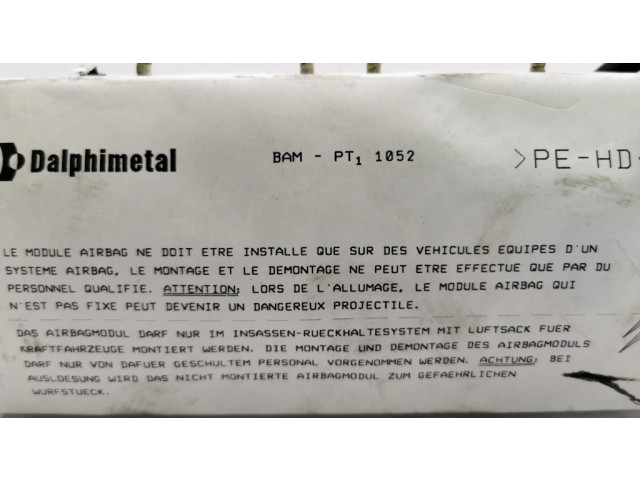 Dalphimetal BAM - PT1 1052 >PE-HD<
LE MODULE AIRBAG NE DOIT ETRE INSTALLE QUE SUR DES VEHICULES EQUIPES D'UN
SYSTEME AIRBAG, LE MONTAGE ET LE DEMONTAGE NE PEUT ETRE EFFECTUE QUE PAR DU
PERSONNEL QUALIFIE. ATTENTION; LORS DE L'ALLUMAGE, LE MODULE AIRBAG QUI
N'EST PAS FIXE PEUT DEVENIR UN DANGEREUX PROJECTILE.
DAS AIRBAGMODUL DARF NUR IM INSASSEN-RUECKHALTESYSTEM MIT LUFTSACK FUER
KRAFTFAHRZEUGE MONTIERT WERDEN. DIE MONTAGE UND DEMONTAGE DES AIRBAGMODULS
DARF NUR VON DAFUER GESCHULTEM PERSONAL VORGENOMMEN WERDEN. ACHTUNG; BEI
AUSLOESUNG WIRD DAS NICHT MONTIERTE AIRBAGMODUL ZUM GEFAEHRLICHEN
WURFSTUECK.